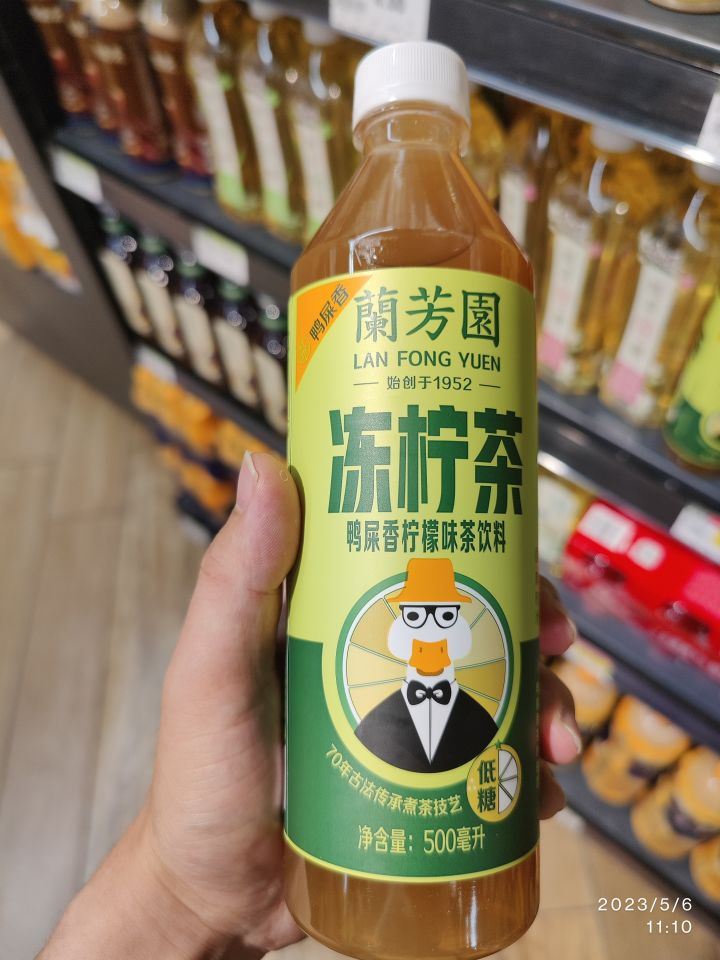 鸭屎香
蘭芳園
LAN FONG YUEN
始创于1952
冻柠茶
鸭屎香柠檬味茶饮料
70年古法传承煮茶技艺
低糖
净含量：500毫升
2023/5/6
11:10